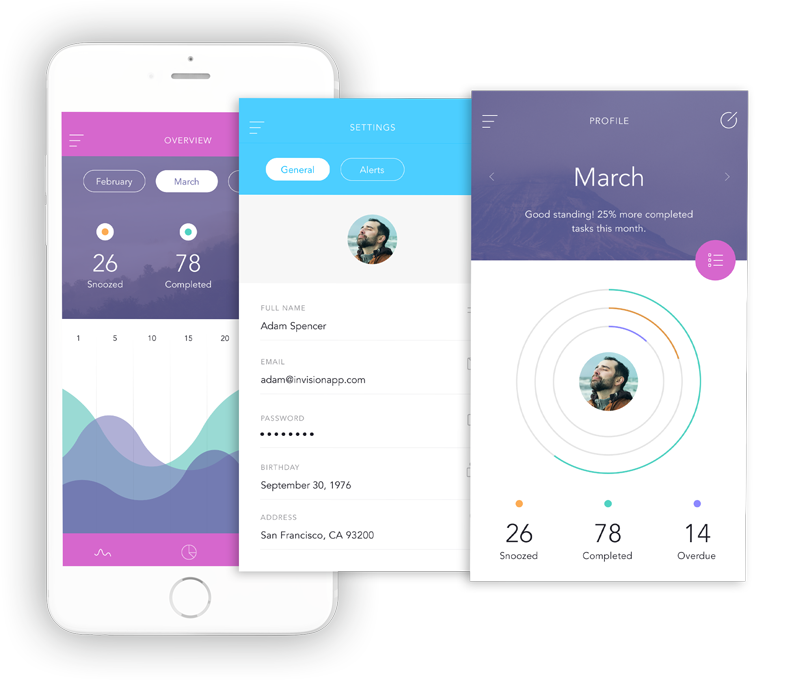 OVERVIEW
February
March
26
78
Snoozed
Completed
1 5 10 15 20
SETTINGS
General
Alerts
FULL NAME
Adam Spencer
EMAIL
adam@invisionapp.com
PASSWORD
••••••••
BIRTHDAY
September 30, 1976
ADDRESS
San Francisco, CA 93200
PROFILE
March
Good standing! 25% more completed
tasks this month.
26 78 14
Snoozed Completed Overdue